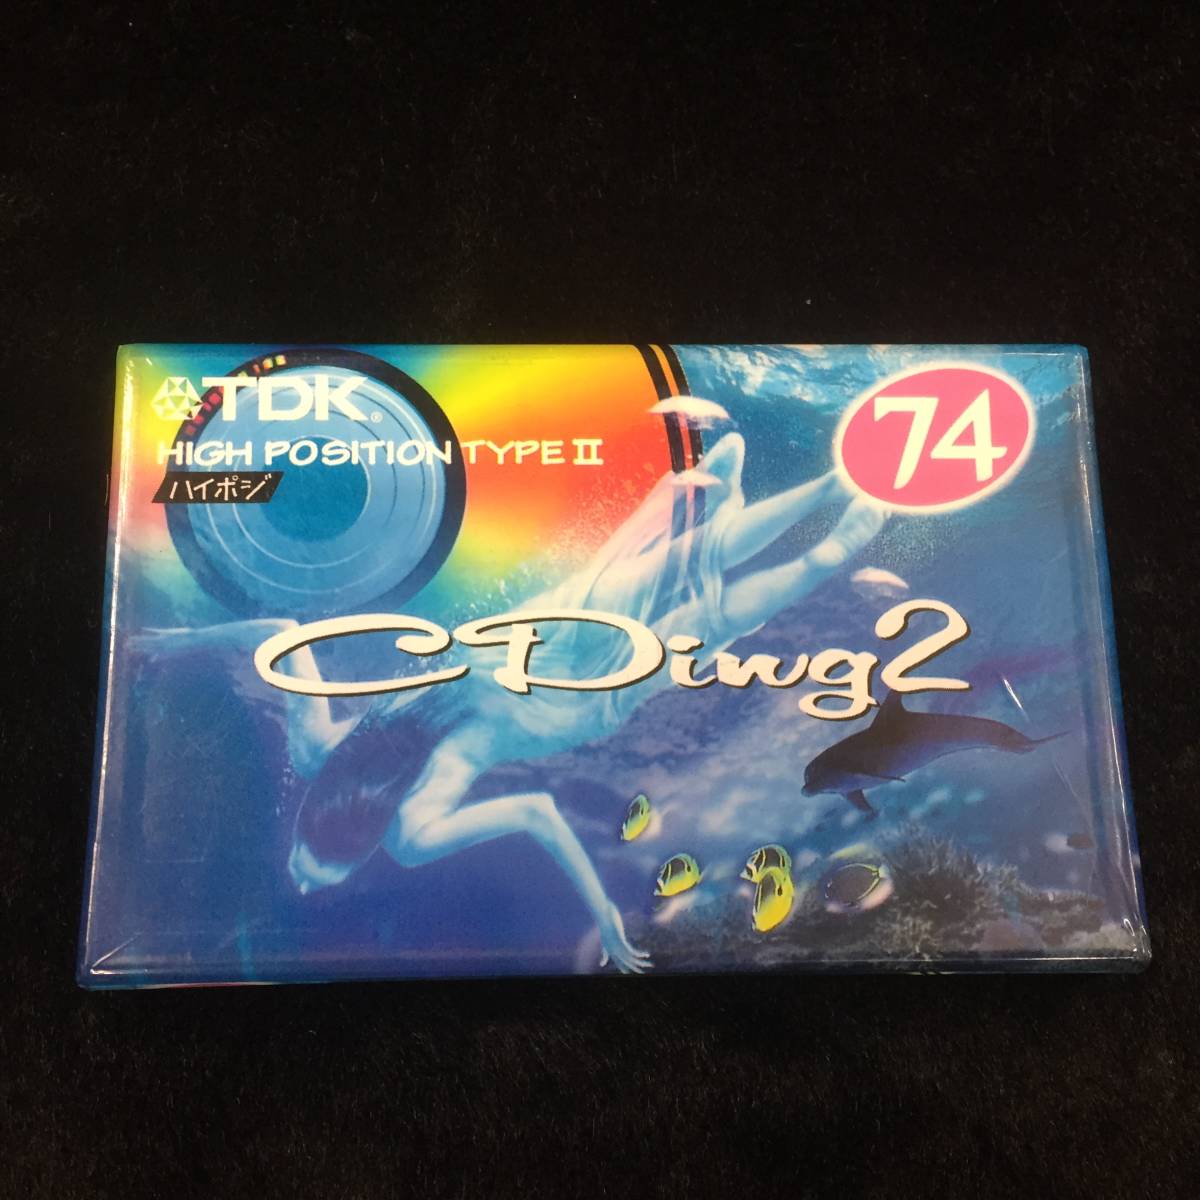 TDK®
74
HIGH POSITION TYPE II
ハイポジ
CDing2